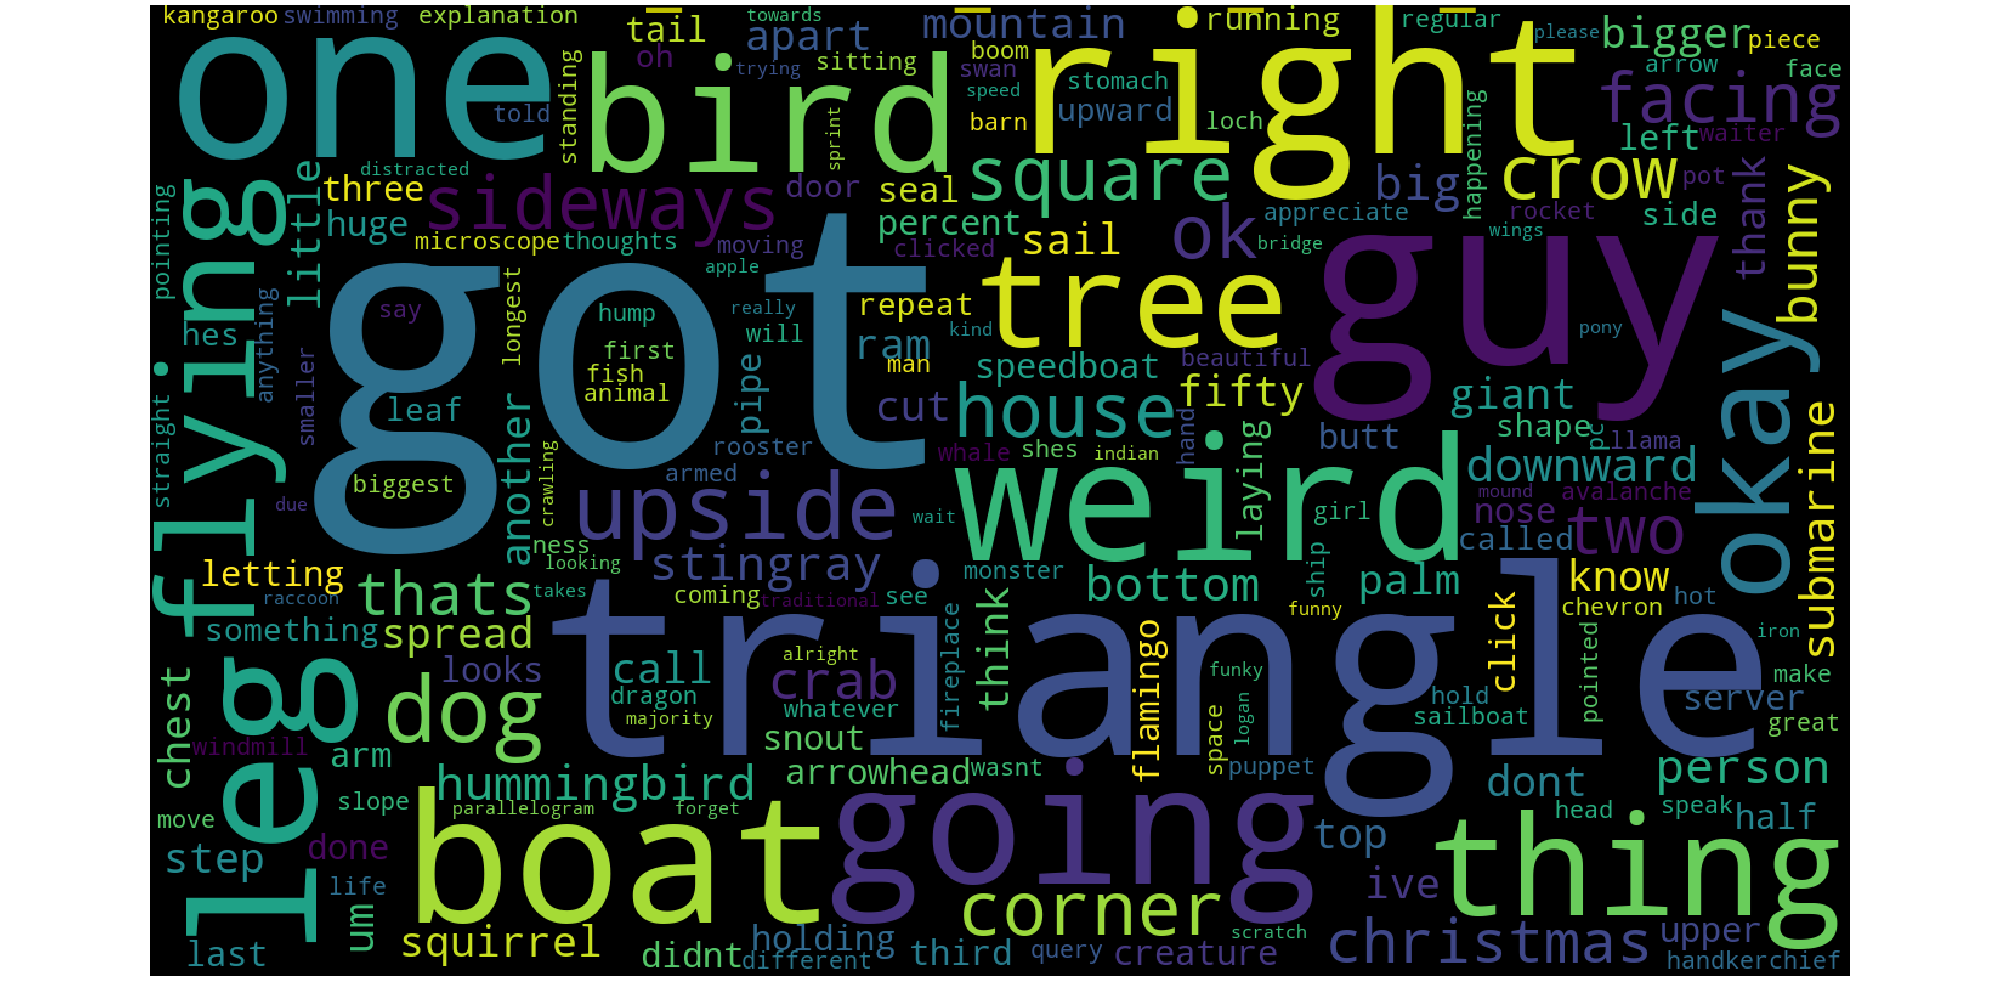 kangaroo swimming explanation towards tail mountain running regular please bigger piece
one bird right oh apart boom arrow face
trying sitting swan stomach facing
told standing sprint speed upward barn loch happening left waiter
distracted three sideways door seal square big crow pot thank bunny
flying little huge percent ok appreciate rocket side
pointing microscope thoughts moving clicked sail bridge wings
got apple tree guy okay
hes anything say longest hump really repeat
will kind pony
first ram man beautiful
fish speedboat
animal fifty giant
smaller leaf another pipe cut house butt shape pc llama submarine
straight rooster whale shes indian hand laying downward
biggest crawling armed weird mound avalanche
due upside wait girl nose two
ness called
looking stingray monster bottom ship palm know
letting takes coming see think chevron hot
raccoon thats traditional funny click
something spread iron
leg looks call alright fireplace flamingo funky pointed make
chest dog dragon crab triangle hold server
majority whatever space logan sailboat great
windmill arm snout
hummingbird arrowhead wasnt puppet dont person
slope parallelogram forget head speak half
move boat going thing
step done top
life ive
um corner
squirrel holding scratch christmas upper
last didnt different third query creature handkerchief